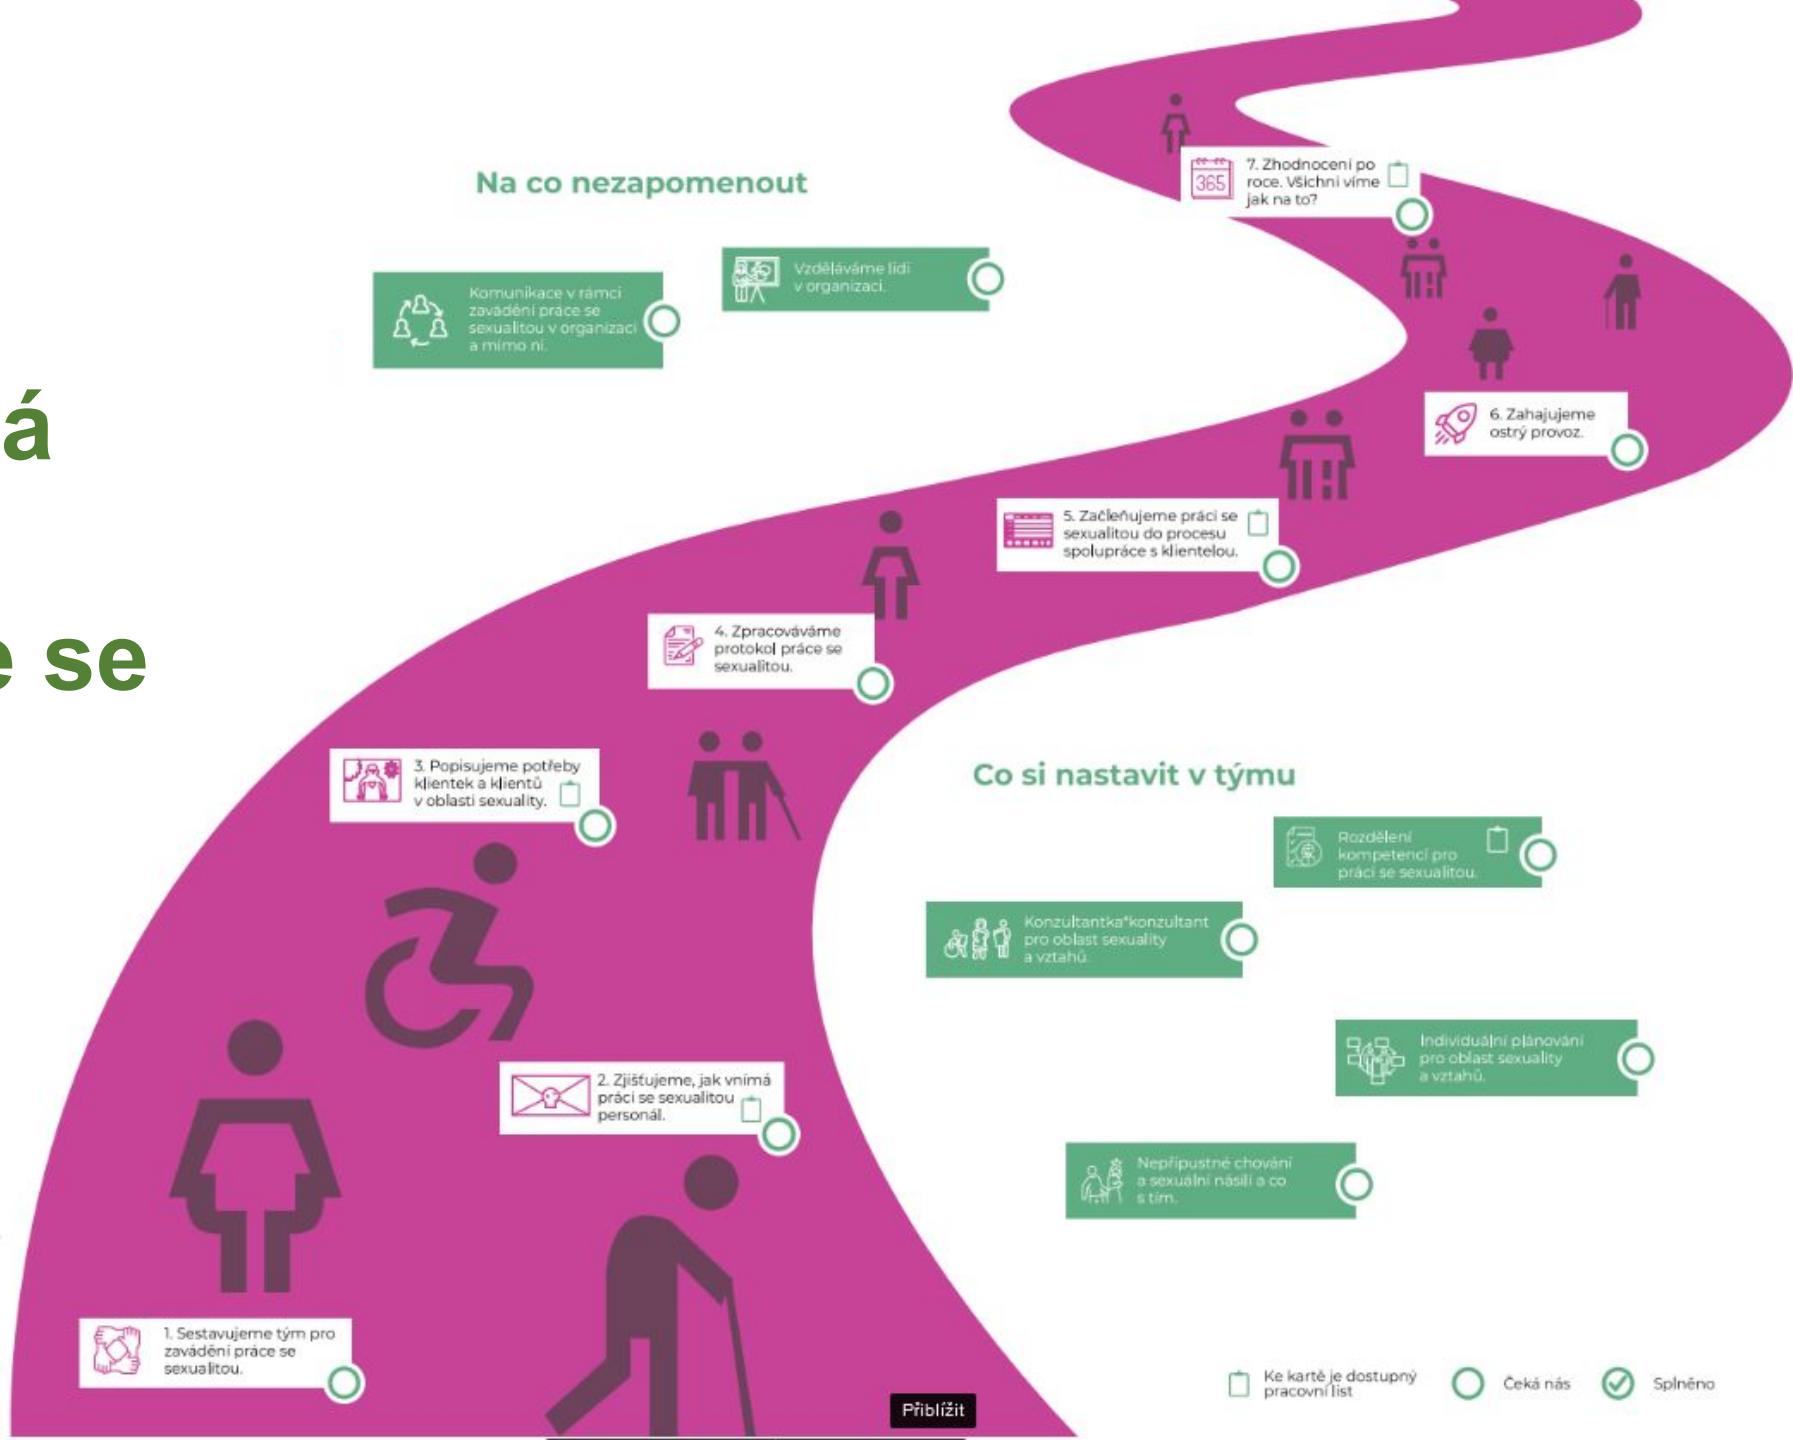 á
e se
Na co nezapomenout
Komunikace v rámci
zavádění práce se
sexualitou v organizaci
a mimo ni.
Vzděláváme lidi
v organizaci.
365
7. Zhodnocení po
roce. Všichni víme
jak na to?
6. Zahajujeme
ostrý provoz.
5. Začleňujeme práci se
sexualitou do procesu
spolupráce s klientelou.
4. Zpracováváme
protokol práce se
sexualitou.
3. Popisujeme potřeby
klientek a klientů
v oblasti sexuality.
2. Zjišťujeme, jak vnímá
práci se sexualitou
personál.
1. Sestavujeme tým pro
zavádění práce se
sexualitou.
Co si nastavit v týmu
Rozdělení
kompetencí pro
práci se sexualitou.
Konzultantka*konzultant
pro oblast sexuality
a vztahů.
Individuální plánování
pro oblast sexuality
a vztahů.
Nepřípustné chování
a sexuální násilí a co
s tím.
Ke kartě je dostupný
pracovní list
Čeká nás
Splněno
Přiblížit